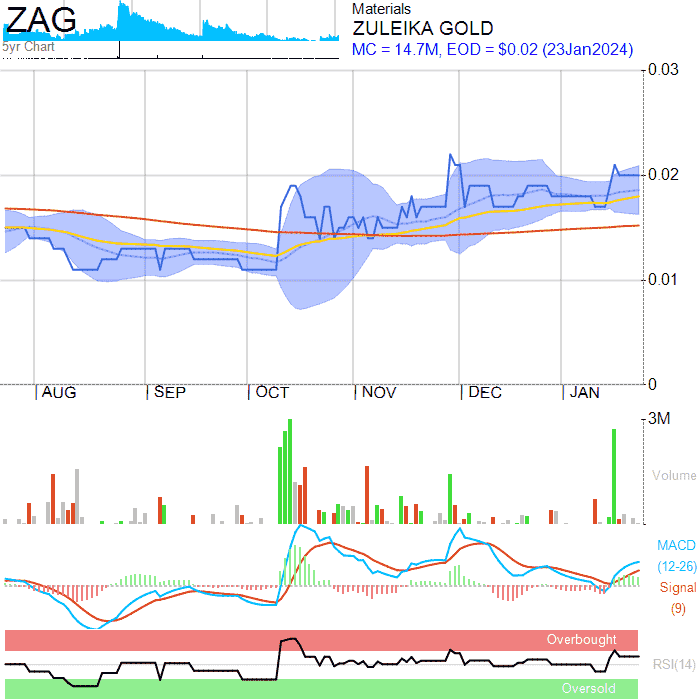 ZAG
5yr Chart
Materials
ZULEIKA GOLD
MC = 14.7M, EOD = $0.02 (23Jan2024)
0.03
0.02
0.01
0
AUG
SEP
OCT
NOV
DEC
JAN
3M
Volume
MACD
(12-26)
Signal
(9)
Overbought
RSI(14)
Oversold